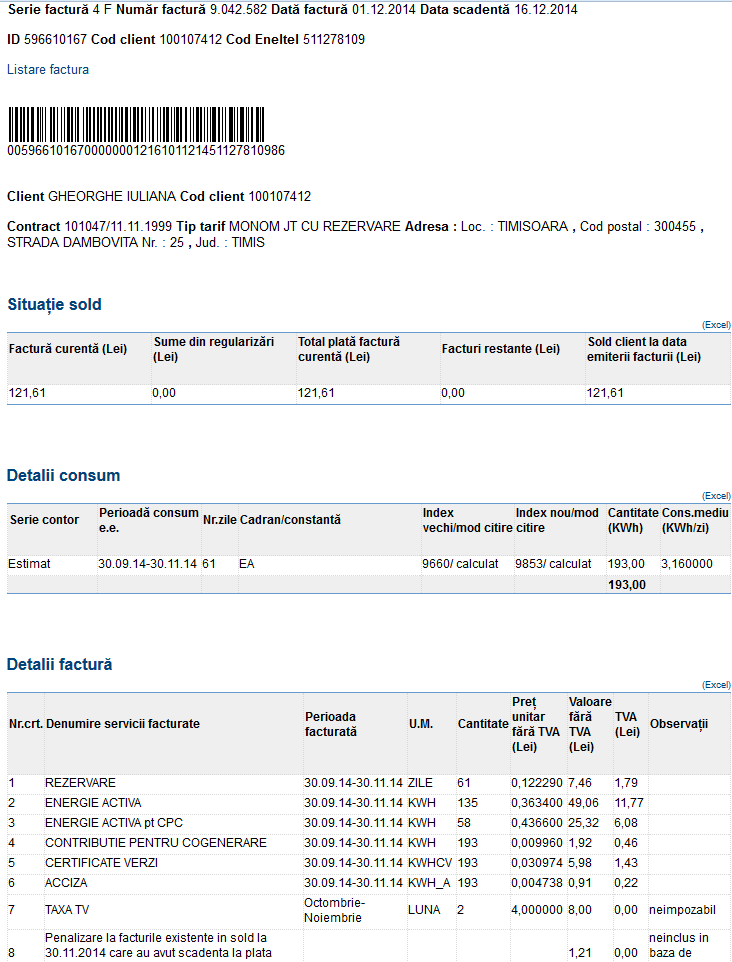 Serie factură 4 F Număr factură 9.042.582 Dată factură 01.12.2014 Data scadentă 16.12.2014
ID 596610167 Cod client 100107412 Cod Eneltel 511278109
Listare factura
00596610167000000012161011214511278109​86
Client GHEORGHE IULIANA Cod client 100107412
Contract 101047/11.11.1999 Tip tarif MONOM JT CU REZERVARE Adresa : Loc. : TIMISOARA , Cod postal : 300455 ,
STRADA DAMBOVITA Nr. : 25 , Jud. : TIMIS
Situație sold
(Excel)
Factură curentă (Lei) Sume din regularizări (Lei) Total plată factură curentă (Lei) Facturi restante (Lei) Sold client la data emiterii facturii (Lei)
121,61 0,00 121,61 0,00 121,61
Detalii consum
(Excel)
Serie contor Perioadă consum e.e. Nr.zile Cadran/constantă Index vechi/mod citire Index nou/mod citire Cantitate (KWh) Cons.mediu (KWh/zi)
Estimat 30.09.14-30.11.14 61 EA 9660/ calculat 9853/ calculat 193,00 3,160000
193,00
Detalii factură
(Excel)
Nr.crt. Denumire servicii facturate Perioada facturată U.M. Cantitate Preț unitar fără TVA (Lei) Valoare fără TVA (Lei) TVA (Lei) Observații
1 REZERVARE 30.09.14-30.11.14 ZILE 61 0,122290 7,46 1,79
2 ENERGIE ACTIVA 30.09.14-30.11.14 KWH 135 0,363400 49,06 11,77
3 ENERGIE ACTIVA pt CPC 30.09.14-30.11.14 KWH 58 0,436600 25,32 6,08
4 CONTRIBUTIE PENTRU COGENERARE 30.09.14-30.11.14 KWH 193 0,009960 1,92 0,46
5 CERTIFICATE VERZI 30.09.14-30.11.14 KWHCV 193 0,030974 5,98 1,43
6 ACCIZA 30.09.14-30.11.14 KWH_A 193 0,004738 0,91 0,22
7 TAXA TV Octombrie-Noiembrie LUNA 2 4,000000 8,00 0,00 neimpozabil
8 Penalizare la facturile existente in sold la 30.11.2014 care au avut scadenta la plata 1,21 0,00 neinclus in baza de